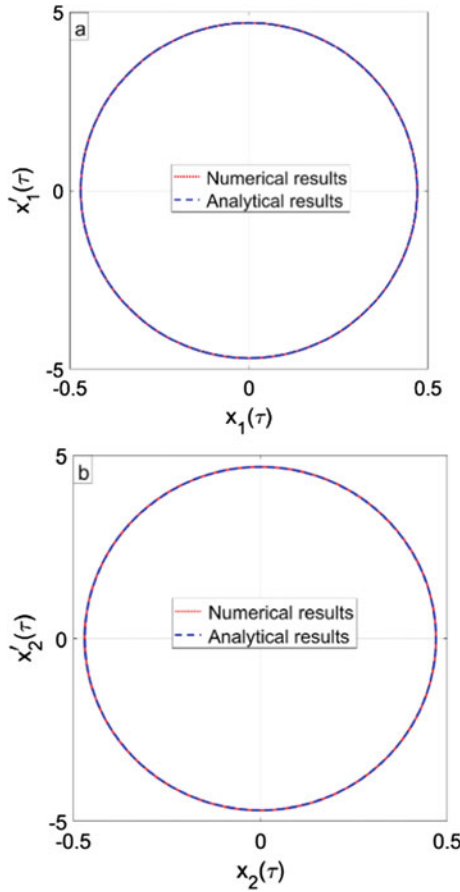 a
5
0
-5
x′₁(τ)
Numerical results
Analytical results
-0.5 0 0.5
x₁(τ)
b
5
0
-5
x′₂(τ)
Numerical results
Analytical results
-0.5 0 0.5
x₂(τ)